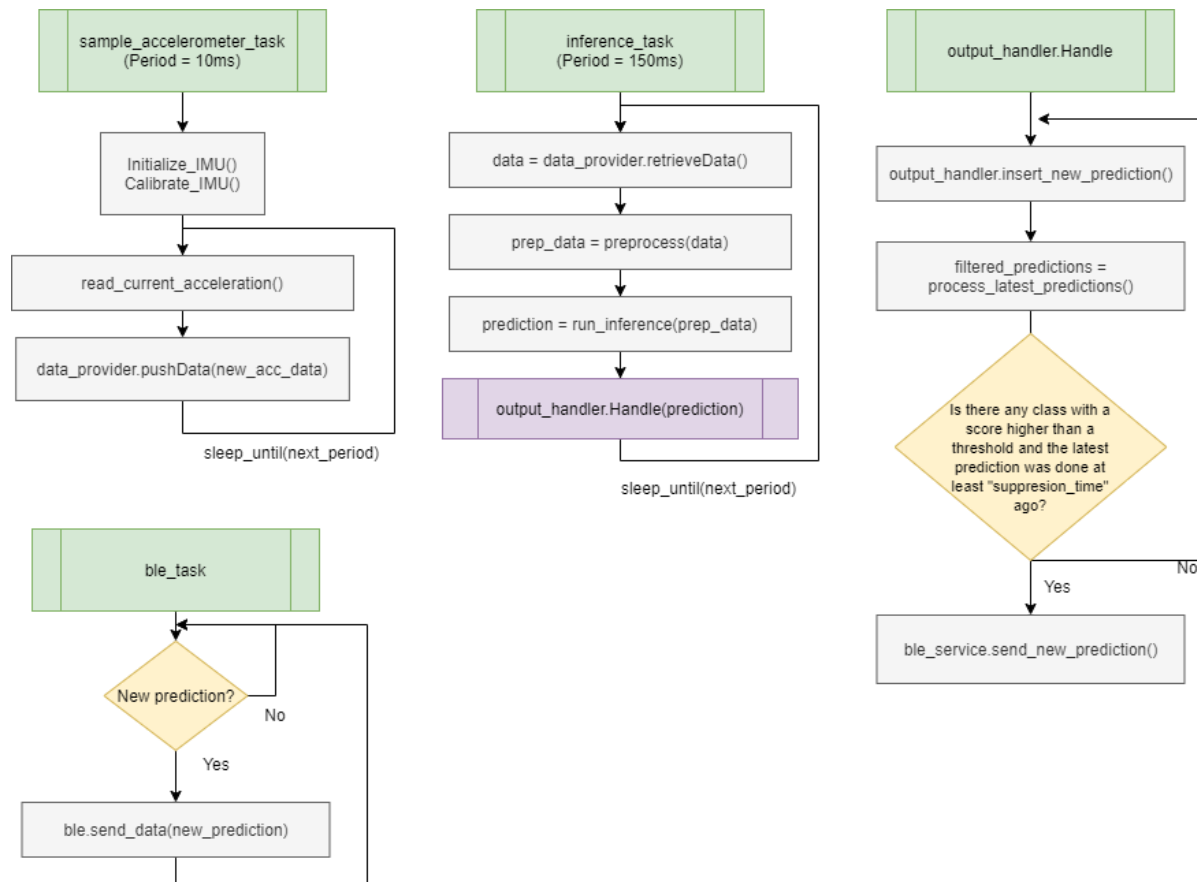 sample_accelerometer_task
(Period = 10ms)
Initialize_IMU()
Calibrate_IMU()
read_current_acceleration()
data_provider.pushData(new_acc_data)
sleep_until(next_period)
inference_task
(Period = 150ms)
data = data_provider.retrieveData()
prep_data = preprocess(data)
prediction = run_inference(prep_data)
output_handler.Handle(prediction)
sleep_until(next_period)
output_handler.Handle
output_handler.insert_new_prediction()
filtered_predictions =
process_latest_predictions()
Is there any class with a
score higher than a
threshold and the latest
prediction was done at
least "suppresion_time"
ago?
No
Yes
ble_service.send_new_prediction()
ble_task
New prediction?
No
Yes
ble.send_data(new_prediction)